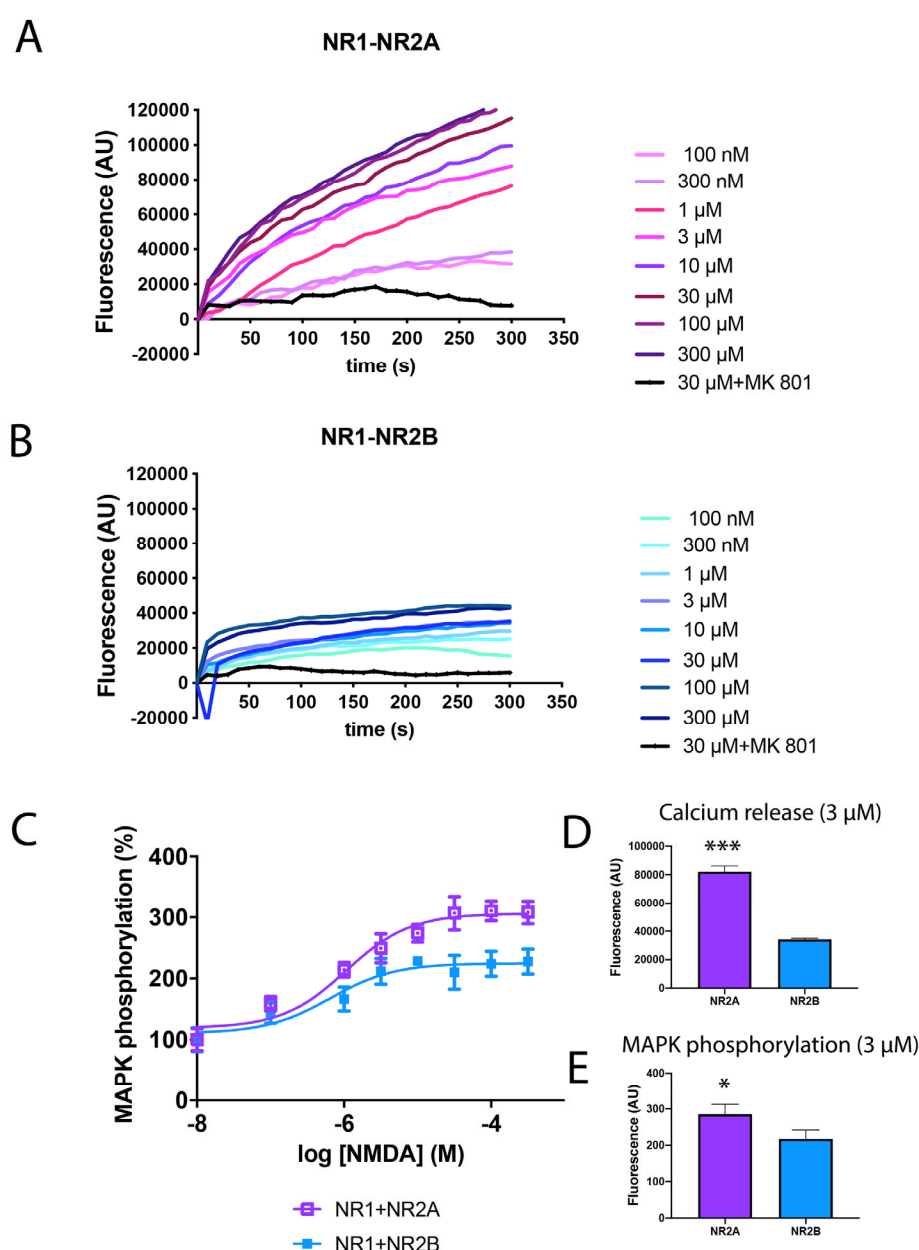 A
NR1-NR2A
Fluorescence (AU)
120000
100000
80000
60000
40000
20000
0
-20000
50 100 150 200 250 300 350
time (s)
100 nM
300 nM
1 µM
3 µM
10 µM
30 µM
100 µM
300 µM
30 µM+MK 801
B
NR1-NR2B
Fluorescence (AU)
120000
100000
80000
60000
40000
20000
0
-20000
50 100 150 200 250 300 350
time (s)
100 nM
300 nM
1 µM
3 µM
10 µM
30 µM
100 µM
300 µM
30 µM+MK 801
C
MAPK phosphorylation (%)
400
300
200
100
0
-8 -6 -4
log [NMDA] (M)
NR1+NR2A
NR1+NR2B
D
Calcium release (3 µM)
Fluorescence (AU)
100000
80000
60000
40000
20000
0
***
NR2A NR2B
E
MAPK phosphorylation (3 µM)
Fluorescence (AU)
400
300
200
100
0
*
NR2A NR2B